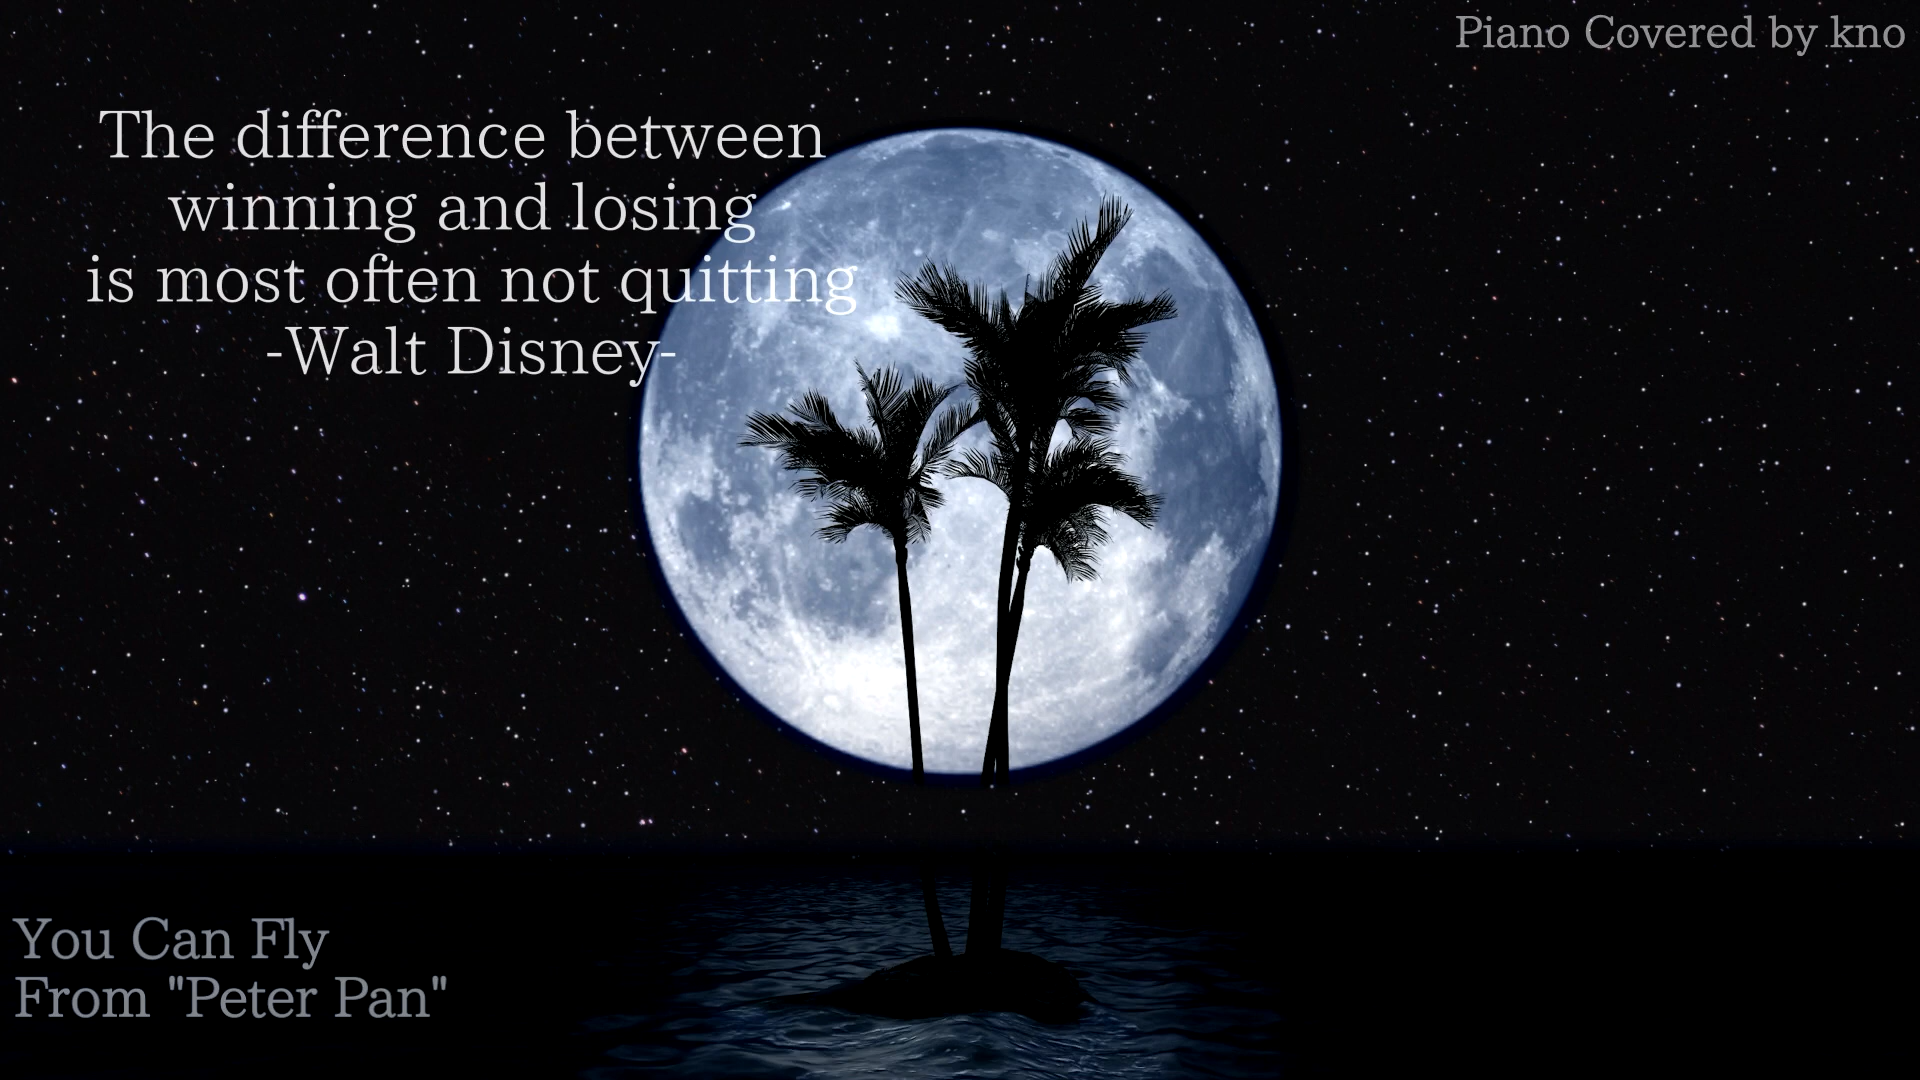 Piano Covered by kno
The difference between
winning and losing
is most often not quitting
-Walt Disney-
You Can Fly
From "Peter Pan"